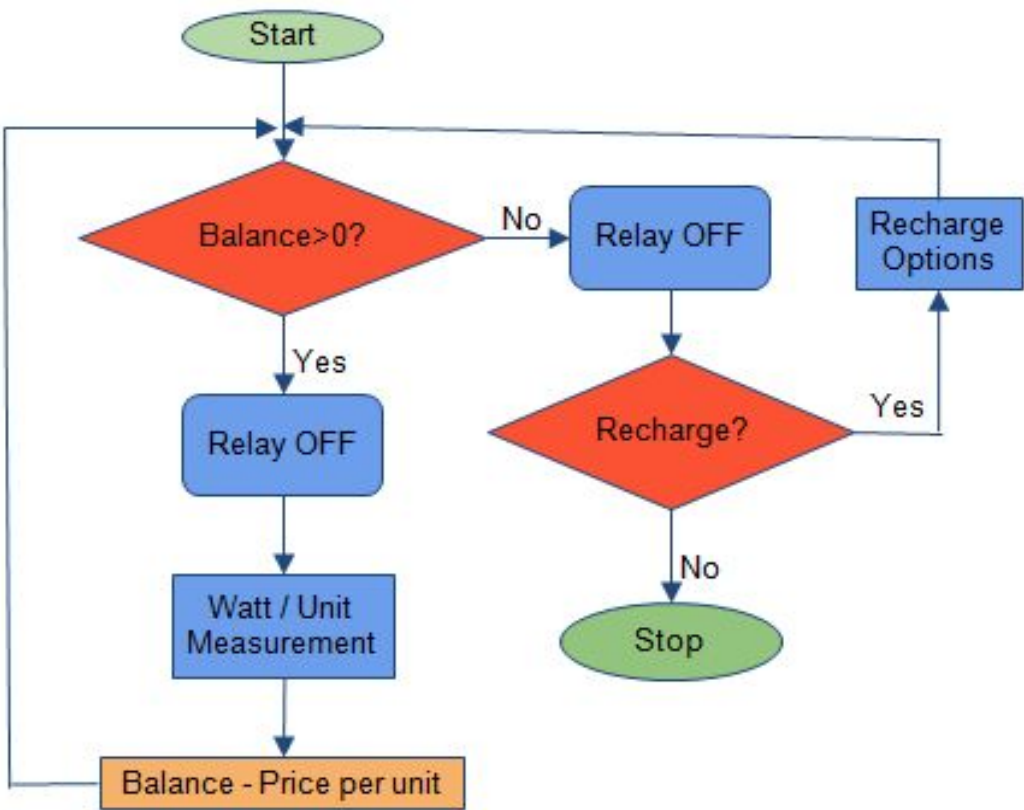 Start
Balance>0?
No
Relay OFF
Recharge
Options
Yes
Relay OFF
Recharge?
Yes
Watt / Unit
Measurement
No
Stop
Balance - Price per unit